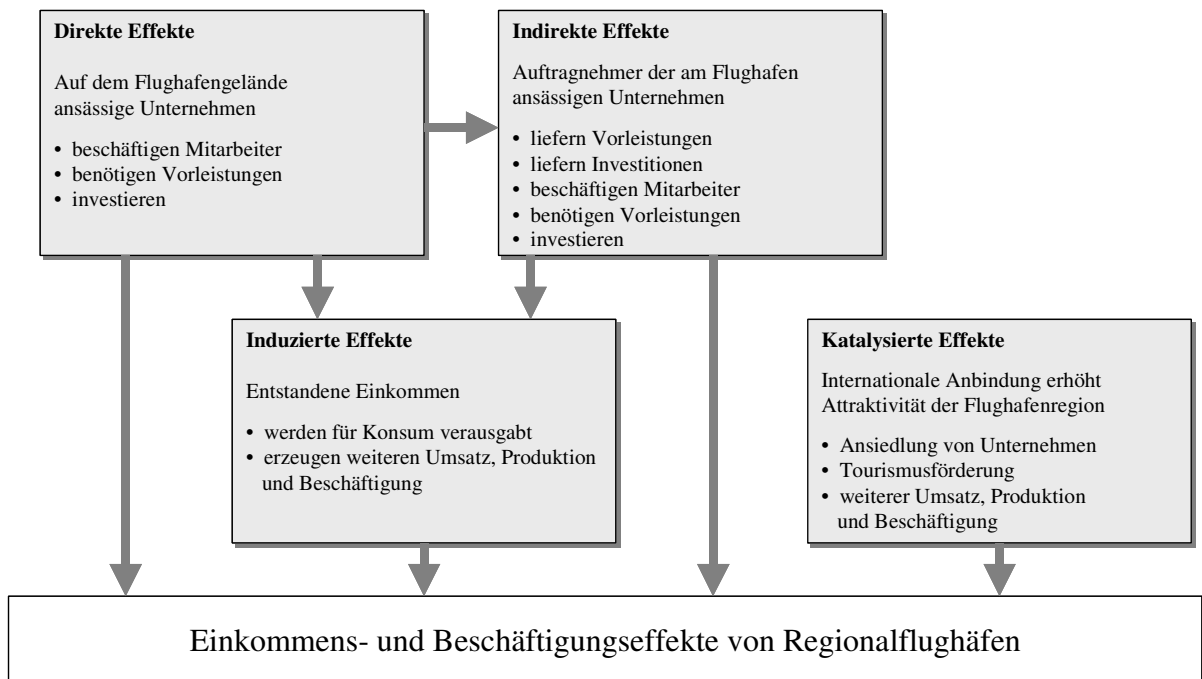 Direkte Effekte
Auf dem Flughafengelände
ansässige Unternehmen
• beschäftigen Mitarbeiter
• benötigen Vorleistungen
• investieren
Indirekte Effekte
Auftragnehmer der am Flughafen
ansässigen Unternehmen
• liefern Vorleistungen
• liefern Investitionen
• beschäftigen Mitarbeiter
• benötigen Vorleistungen
• investieren
Induzierte Effekte
Entstandene Einkommen
• werden für Konsum verausgabt
• erzeugen weiteren Umsatz, Produktion
und Beschäftigung
Katalysierte Effekte
Internationale Anbindung erhöht
Attraktivität der Flughafenregion
• Ansiedlung von Unternehmen
• Tourismusförderung
• weiterer Umsatz, Produktion
und Beschäftigung
Einkommens- und Beschäftigungseffekte von Regionalflughäfen